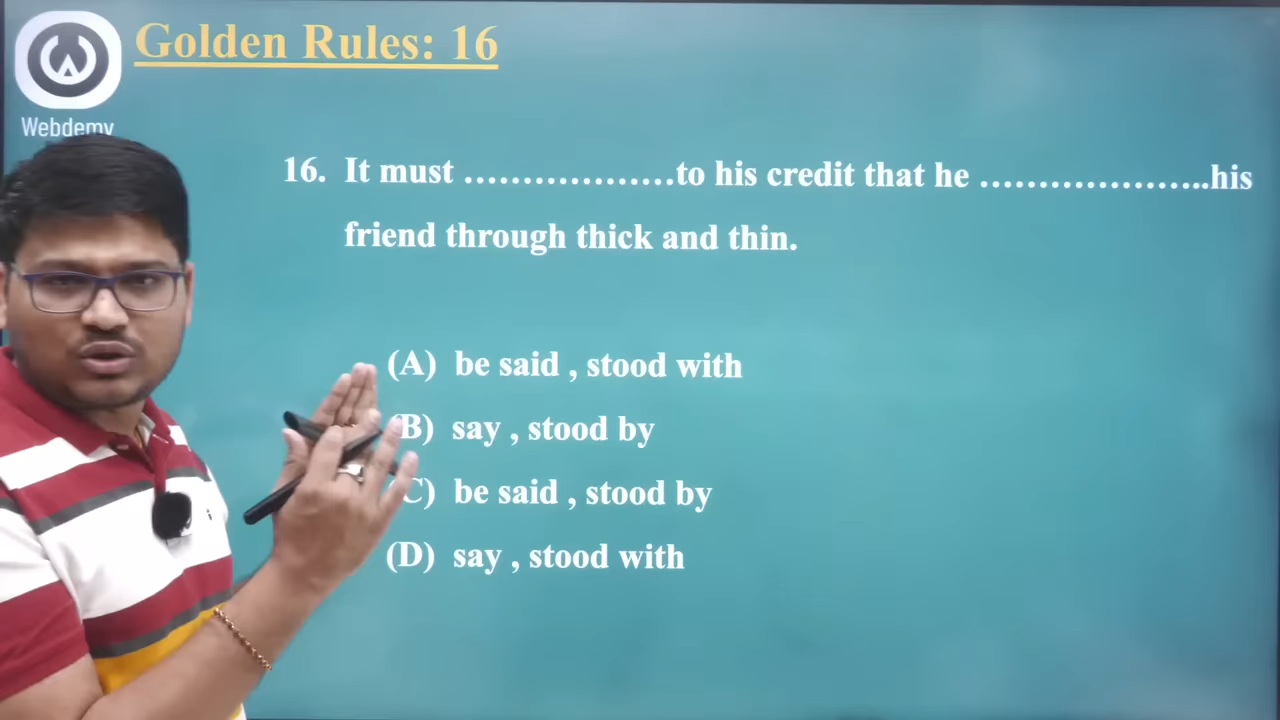 Golden Rules: 16
Webdemy
16. It must ………………to his credit that he …………………..his
friend through thick and thin.
(A) be said , stood with
B) say , stood by
C) be said , stood by
(D) say , stood with